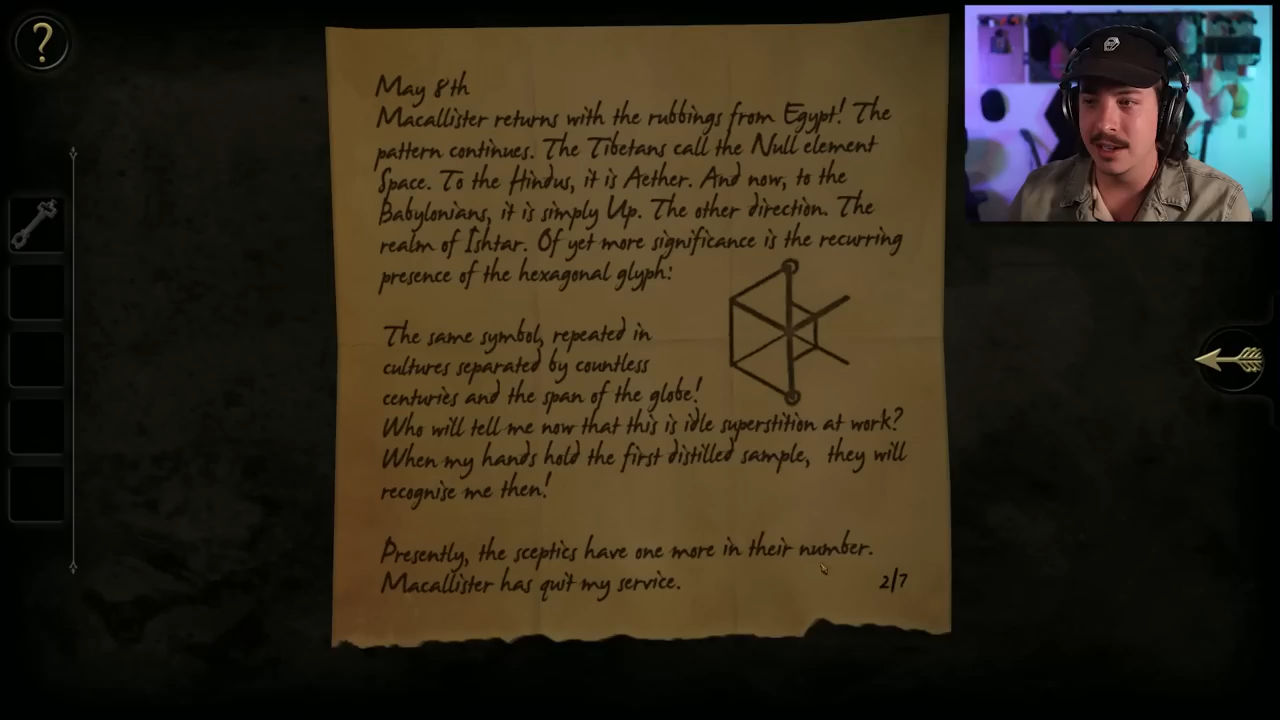 ?
May 8th
Macallister returns with the rubbings from Egypt! The
pattern continues. The Tibetans call the Null element
Space. To the Hindus, it is Aether. And now, to the
Babylonians, it is simply Up. The other direction. The
realm of Ishtar. Of yet more significance is the recurring
presence of the hexagonal glyph:
The same symbol, repeated in
cultures separated by countless
centuries and the span of the globe!
Who will tell me now that this is idle superstition at work?
When my hands hold the first distilled sample, they will
recognise me then!
Presently, the sceptics have one more in their number.
Macallister has quit my service.
2/7